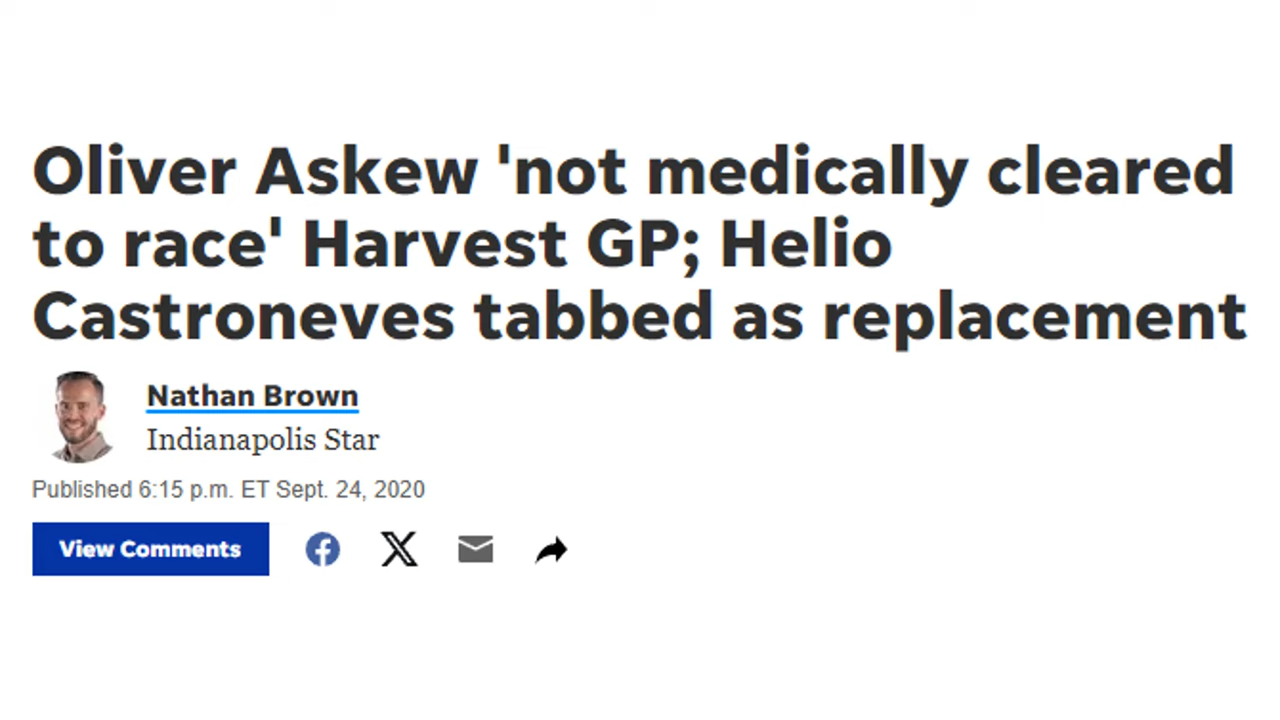 Oliver Askew 'not medically cleared
to race' Harvest GP; Helio
Castroneves tabbed as replacement
Nathan Brown
Indianapolis Star
Published 6:15 p.m. ET Sept. 24, 2020
View Comments